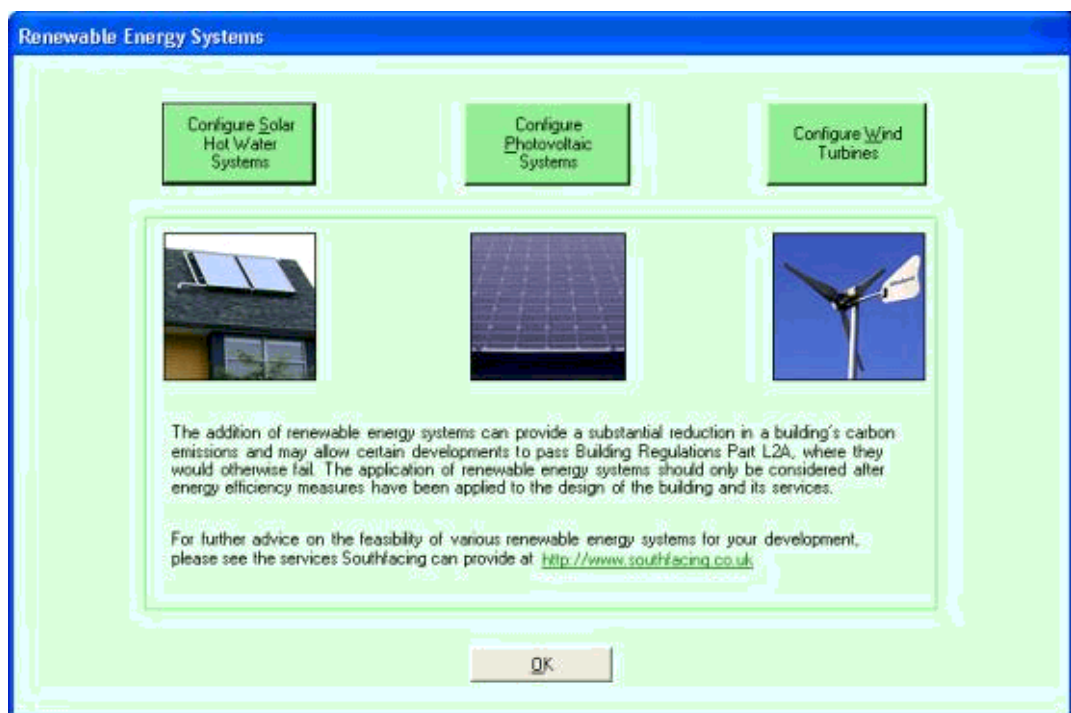 Renewable Energy Systems
Configure Solar
Hot Water
Systems
Configure
Photovoltaic
Systems
Configure Wind
Turbines
The addition of renewable energy systems can provide a substantial reduction in a building's carbon
emissions and may allow certain developments to pass Building Regulations Part L2A, where they
would otherwise fail. The application of renewable energy systems should only be considered after
energy efficiency measures have been applied to the design of the building and its services.
For further advice on the feasibility of various renewable energy systems for your development,
please see the services Southfacing can provide at http://www.southfacing.co.uk
OK